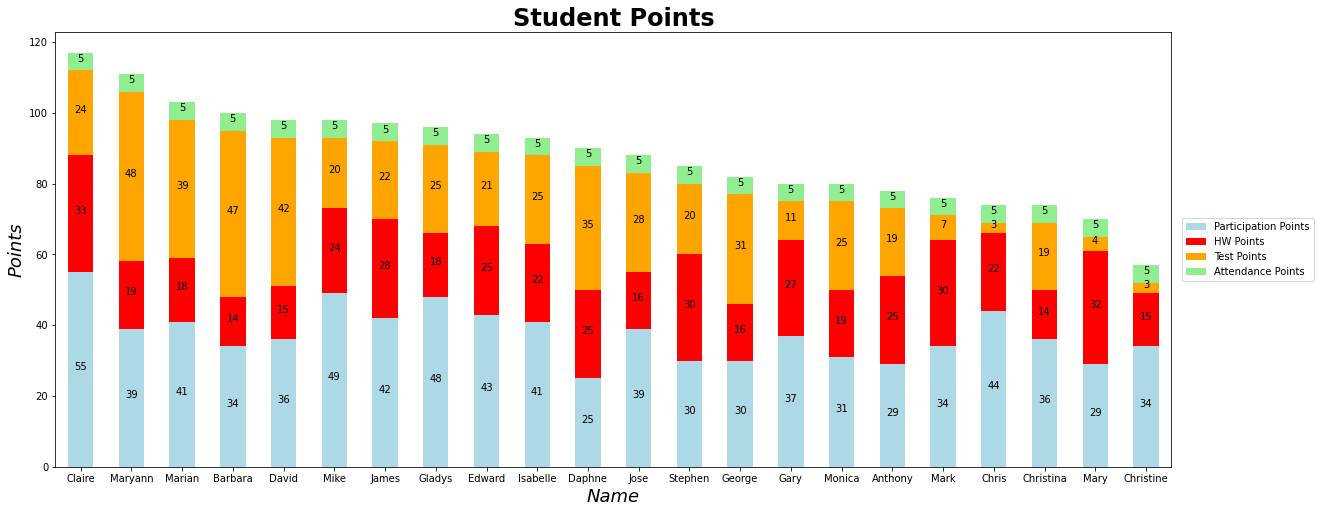 Student Points
Points
120
100
80
60
40
20
0
5 5 5 5 5 5 5 5 5 5 5 5 5 5 5 5 5 5 5 5 5 5
24 48 39 47 42 20 22 25 21 25 35 28 20 31 11 25 19 7 3 19 4 3
33 19 18 14 15 24 28 18 25 22 25 16 30 16 27 19 25 30 22 14 32 15
55 39 41 34 36 49 42 48 43 41 25 39 30 30 37 31 29 34 44 36 29 34
Claire Maryann Marian Barbara David Mike James Gladys Edward Isabelle Daphne Jose Stephen George Gary Monica Anthony Mark Chris Christina Mary Christine
Name
Participation Points
HW Points
Test Points
Attendance Points